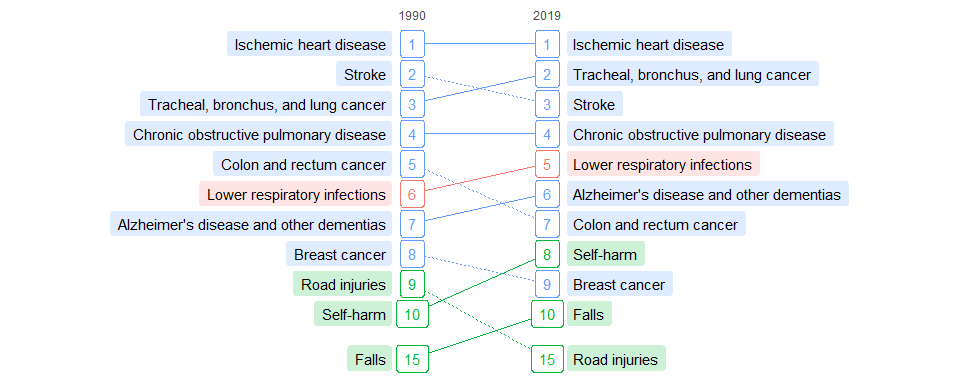 1990 2019
Ischemic heart disease 1 1 Ischemic heart disease
Stroke 2 2 Tracheal, bronchus, and lung cancer
Tracheal, bronchus, and lung cancer 3 3 Stroke
Chronic obstructive pulmonary disease 4 4 Chronic obstructive pulmonary disease
Colon and rectum cancer 5 5 Lower respiratory infections
Lower respiratory infections 6 6 Alzheimer's disease and other dementias
Alzheimer's disease and other dementias 7 7 Colon and rectum cancer
Breast cancer 8 8 Self-harm
Road injuries 9 9 Breast cancer
Self-harm 10 10 Falls
Falls 15 15 Road injuries